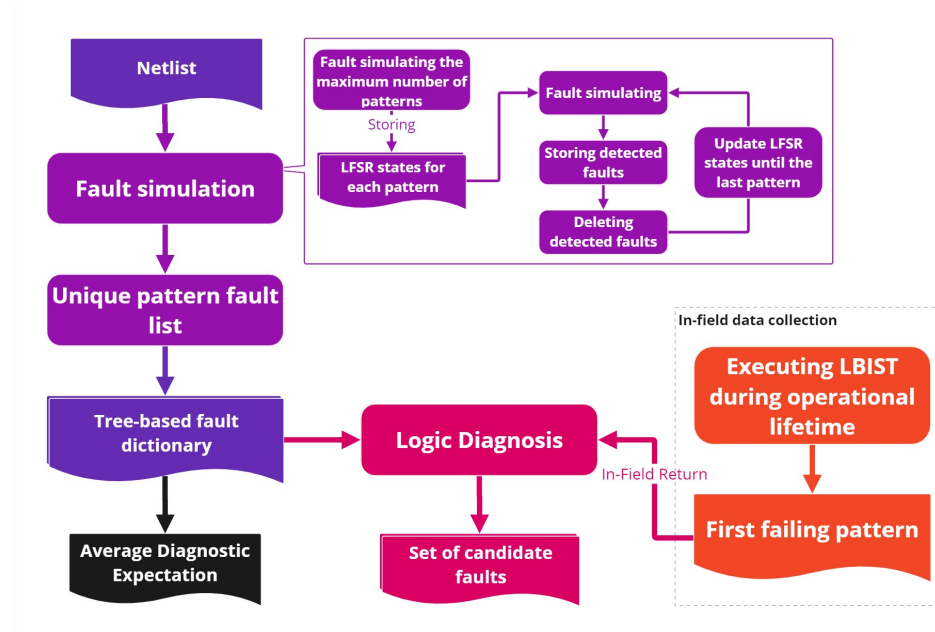 Netlist
Fault simulation
Unique pattern fault
list
Tree-based fault
dictionary
Average Diagnostic
Expectation
Fault simulating the
maximum number of
patterns
Storing
LFSR states for
each pattern
Fault simulating
Storing detected
faults
Deleting
detected faults
Update LFSR
states until the
last pattern
Logic Diagnosis
Set of candidate
faults
In-Field Return
In-field data collection
Executing LBIST
during operational
lifetime
First failing pattern